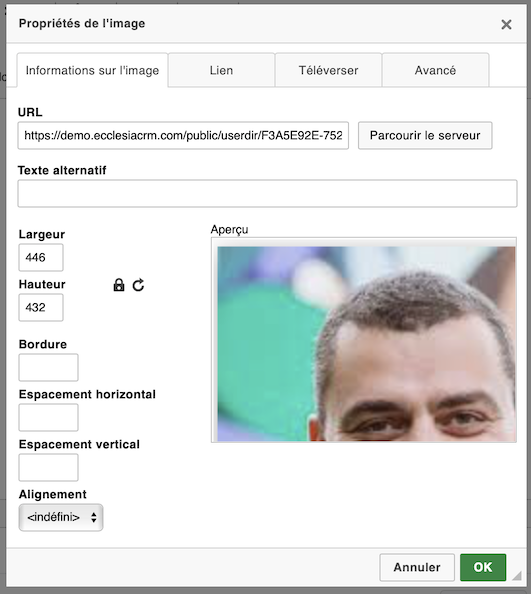 Propriétés de l'image
Informations sur l'image Lien Téléverser Avancé
URL
https://demo.ecclesiacrm.com/public/userdir/F3A5E92E-752 Parcourir le serveur
Texte alternatif
Largeur Aperçu
446
Hauteur
432
Bordure
Espacement horizontal
Espacement vertical
Alignement
<indéfini>
Annuler OK